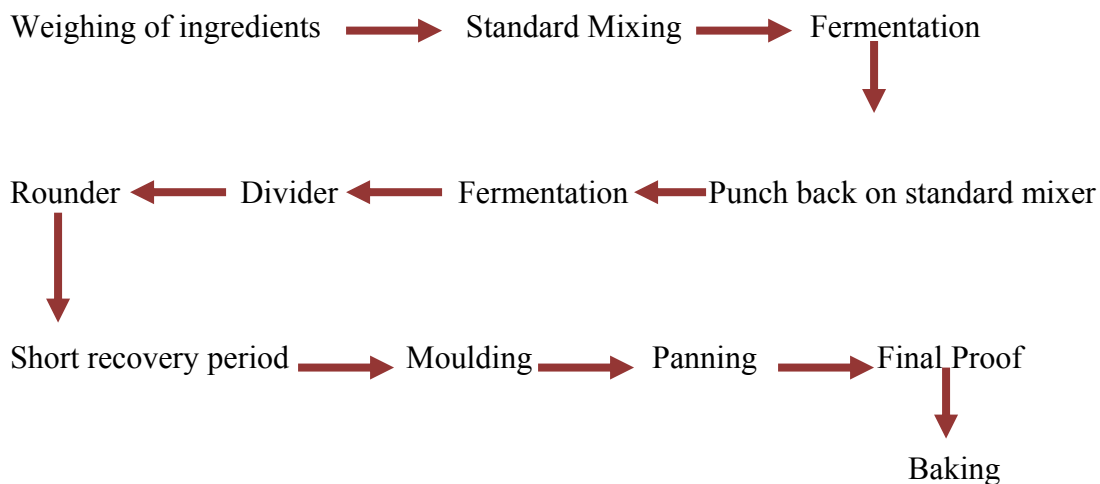 Weighing of ingredients Standard Mixing Fermentation
Rounder Divider Fermentation Punch back on standard mixer
Short recovery period Moulding Panning Final Proof
Baking